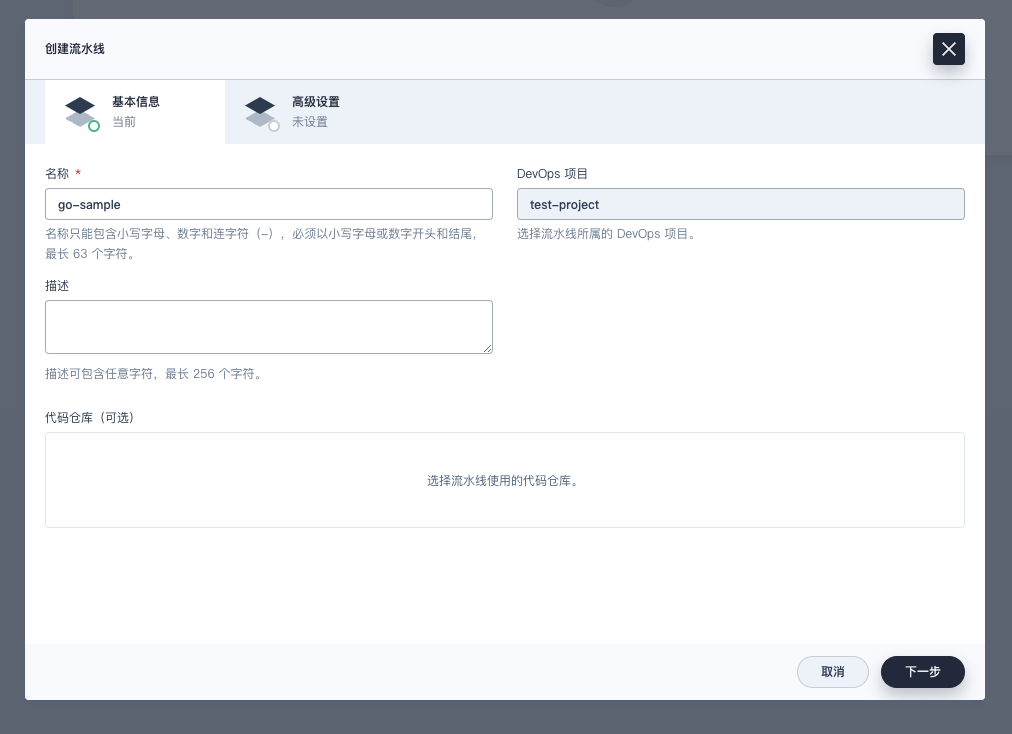 创建流水线
基本信息
当前
高级设置
未设置
名称 *
DevOps 项目
go-sample
test-project
名称只能包含小写字母、数字和连字符（-），必须以小写字母或数字开头和结尾，
最长 63 个字符。
选择流水线所属的 DevOps 项目。
描述
描述可包含任意字符，最长 256 个字符。
代码仓库（可选）
选择流水线使用的代码仓库。
取消
下一步